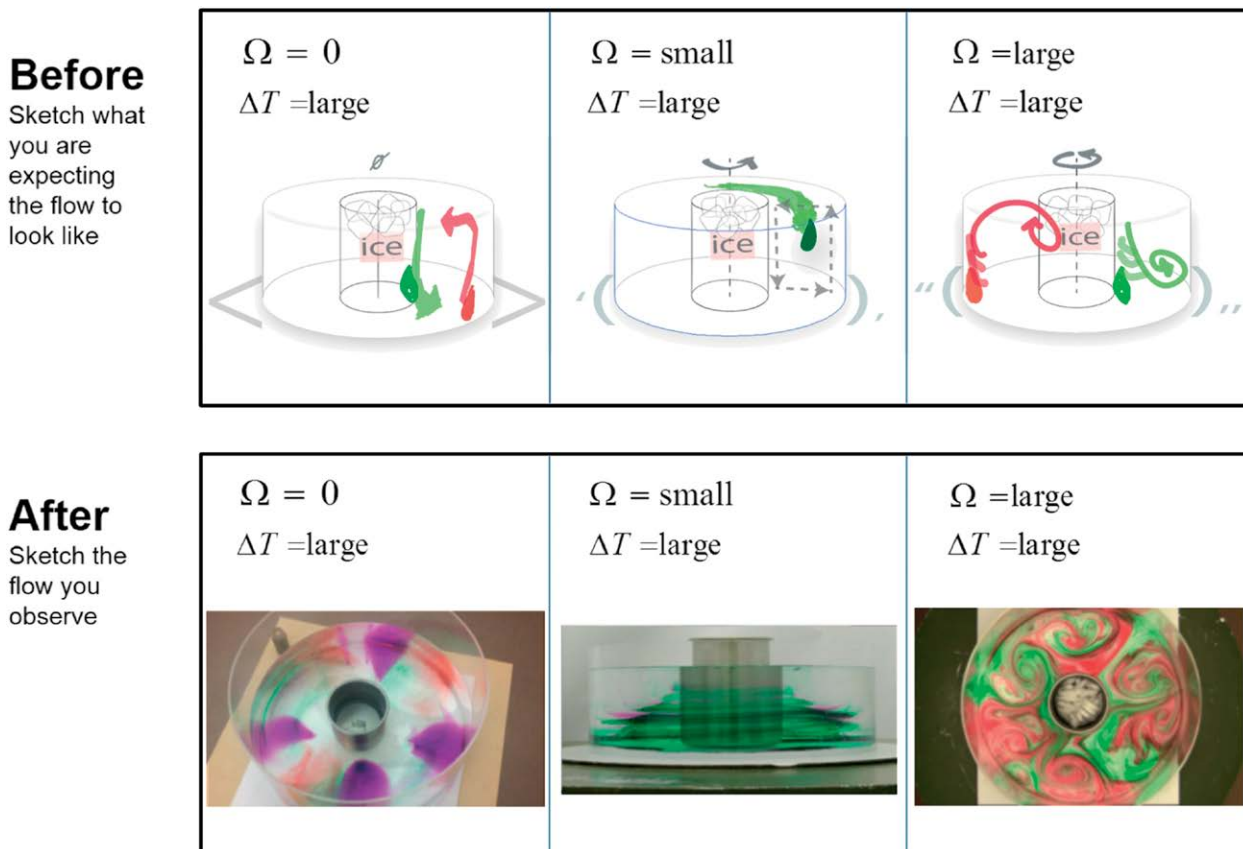 Before
Sketch what
you are
expecting
the flow to
look like
Ω = 0
ΔT =large
ice
Ω = small
ΔT =large
ice
Ω =large
ΔT =large
ice
After
Sketch the
flow you
observe
Ω = 0
ΔT =large
Ω = small
ΔT =large
Ω =large
ΔT =large